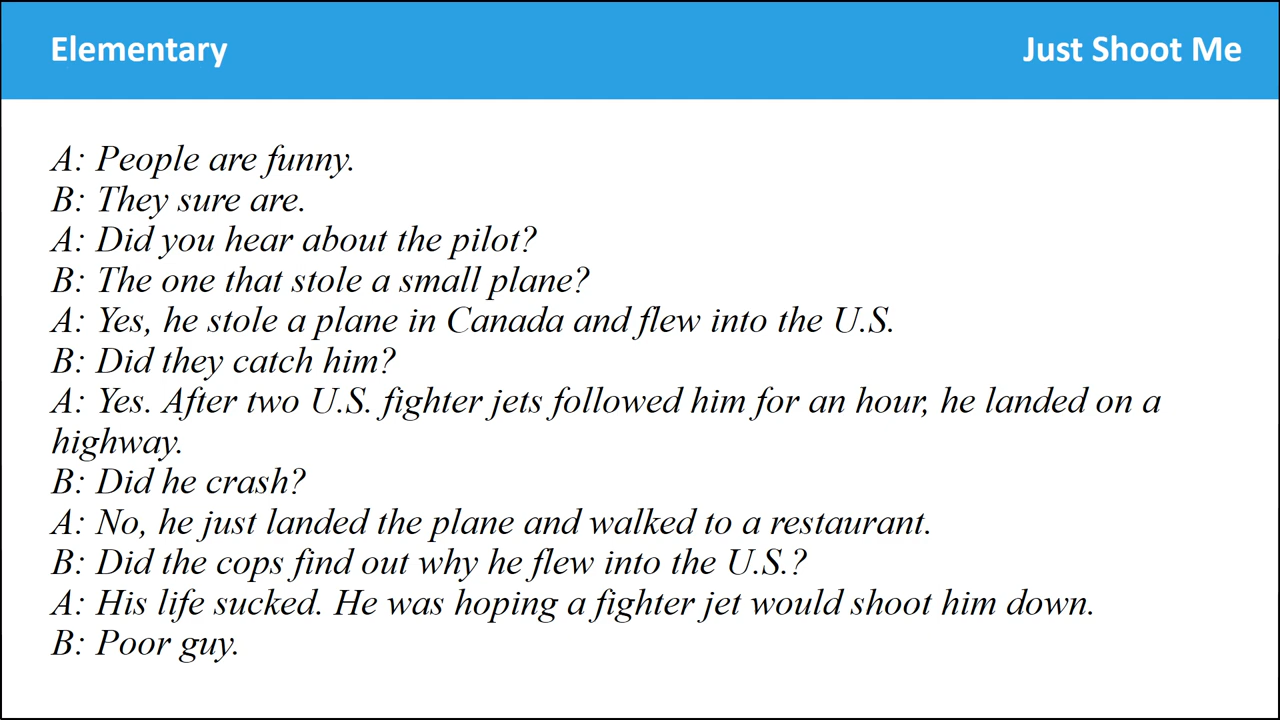 Elementary
Just Shoot Me
A: People are funny.
B: They sure are.
A: Did you hear about the pilot?
B: The one that stole a small plane?
A: Yes, he stole a plane in Canada and flew into the U.S.
B: Did they catch him?
A: Yes. After two U.S. fighter jets followed him for an hour, he landed on a
highway.
B: Did he crash?
A: No, he just landed the plane and walked to a restaurant.
B: Did the cops find out why he flew into the U.S.?
A: His life sucked. He was hoping a fighter jet would shoot him down.
B: Poor guy.